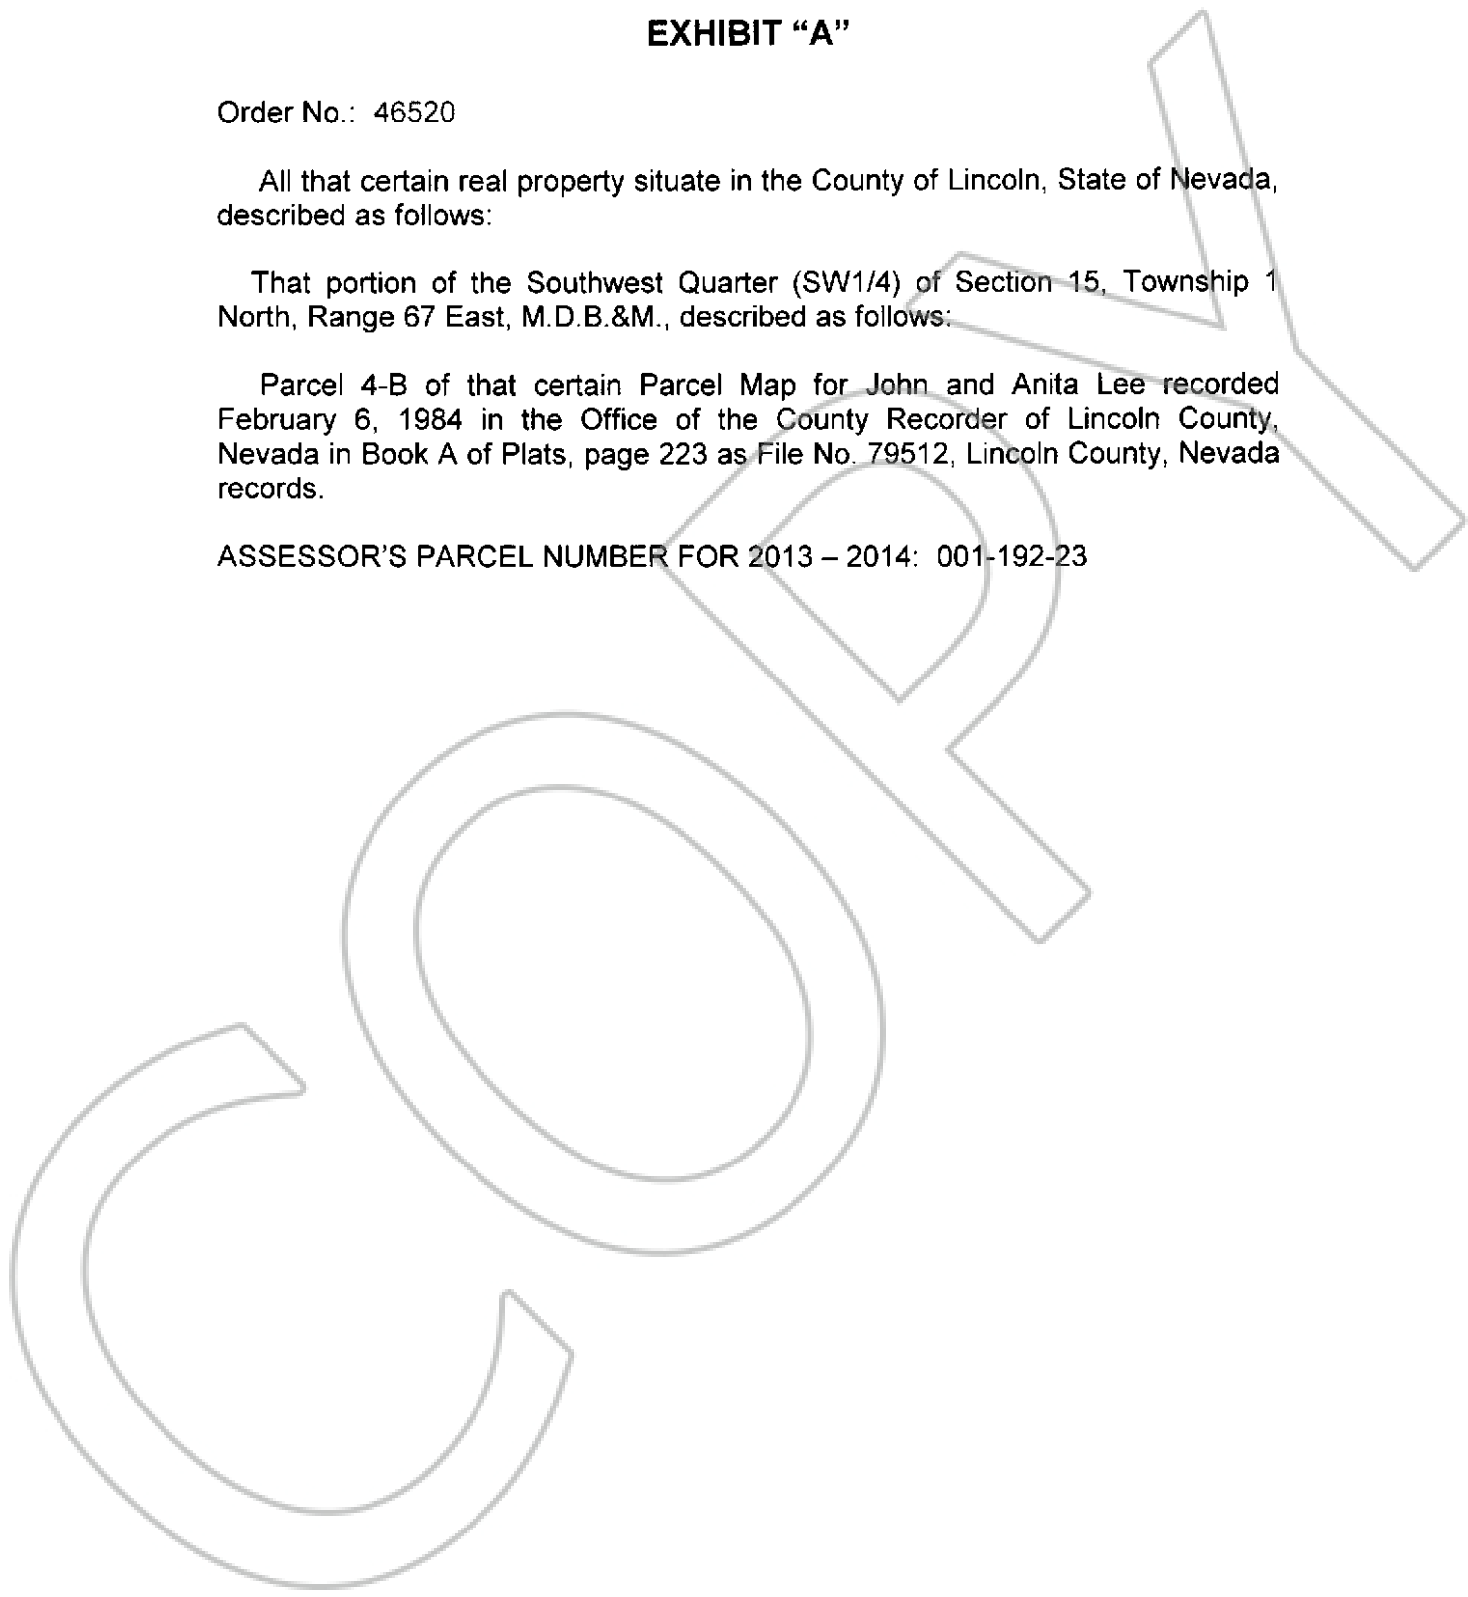 EXHIBIT “A”
Order No.: 46520
All that certain real property situate in the County of Lincoln, State of Nevada,
described as follows:
That portion of the Southwest Quarter (SW1/4) of Section 15, Township 1
North, Range 67 East, M.D.B.&M., described as follows:
Parcel 4-B of that certain Parcel Map for John and Anita Lee recorded
February 6, 1984 in the Office of the County Recorder of Lincoln County,
Nevada in Book A of Plats, page 223 as File No. 79512, Lincoln County, Nevada
records.
ASSESSOR’S PARCEL NUMBER FOR 2013 – 2014: 001-192-23
COPY